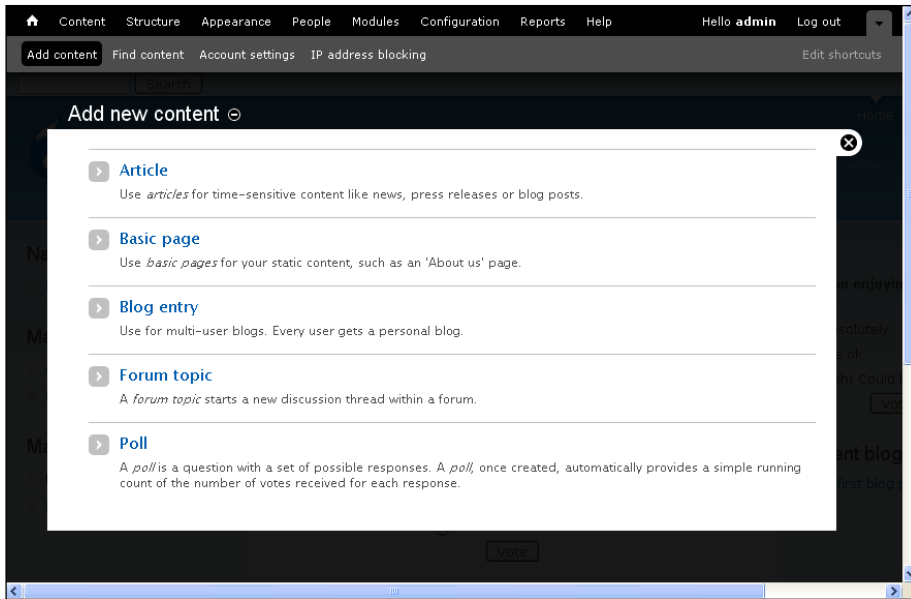 Content Structure Appearance People Modules Configuration Reports Help Hello admin Log out
Add content Find content Account settings IP address blocking Edit shortcuts
Search
Add new content
Home
Article
Use articles for time-sensitive content like news, press releases or blog posts.
Basic page
Use basic pages for your static content, such as an 'About us' page.
Blog entry
Use for multi-user blogs. Every user gets a personal blog.
Forum topic
A forum topic starts a new discussion thread within a forum.
Poll
A poll is a question with a set of possible responses. A poll, once created, automatically provides a simple running
count of the number of votes received for each response.
Vote